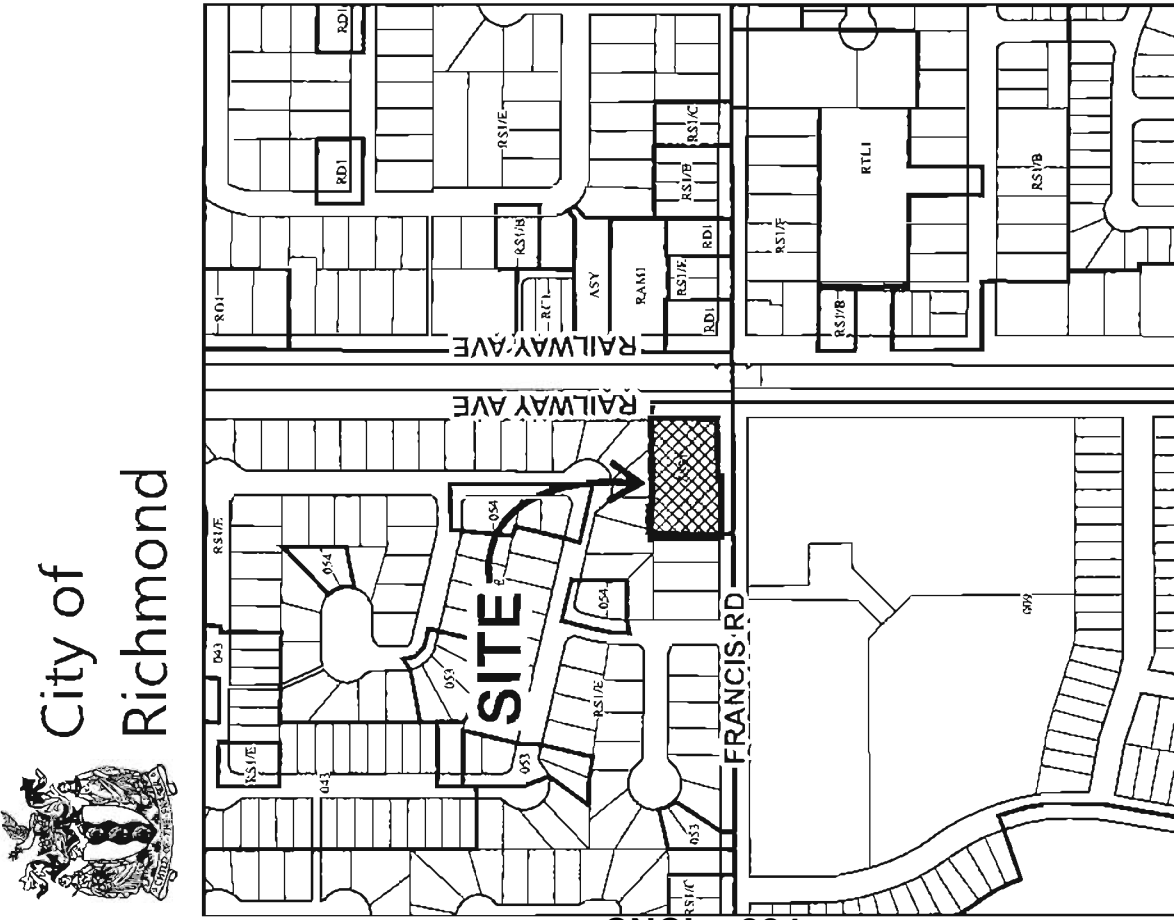 City of
Richmond
RD1
RS1/E
RS1/C
RD1
RS1/B
RTL1
RS1/B
RS1/B
RD1
RS1/E
ASY
RAM1
RS1/E
RD1
RS1/B
RAILWAY AVE
RAILWAY AVE
RS1/E
054
054
SITE
054
043
053
RS1/E
FRANCIS RD
009
RS1/E
043
053
053
RS1/C